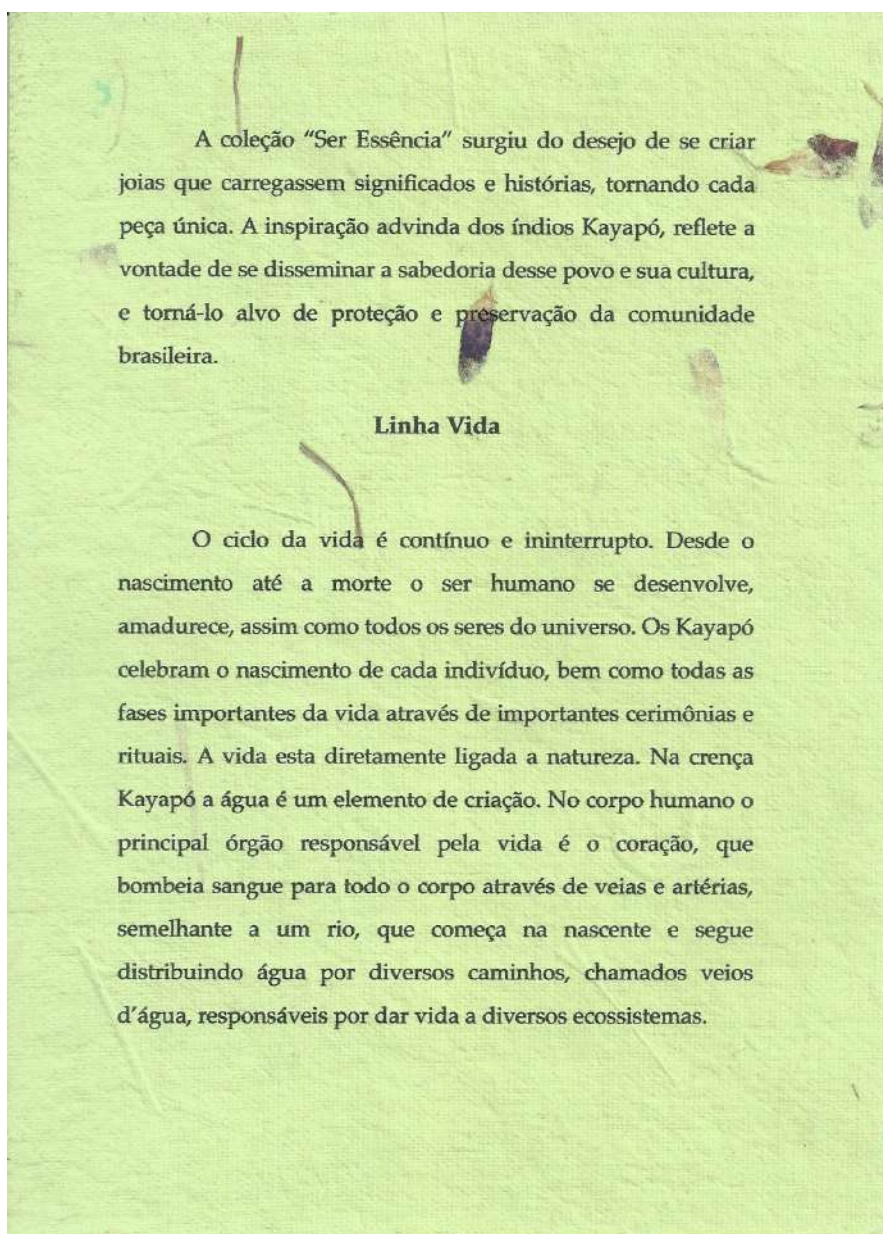 A coleção “Ser Essência” surgiu do desejo de se criar
joias que carregassem significados e histórias, tornando cada
peça única. A inspiração advinda dos índios Kayapó, reflete a
vontade de se disseminar a sabedoria desse povo e sua cultura,
e torná-lo alvo de proteção e preservação da comunidade
brasileira.
Linha Vida
O ciclo da vida é contínuo e ininterrupto. Desde o
nascimento até a morte o ser humano se desenvolve,
amadurece, assim como todos os seres do universo. Os Kayapó
celebram o nascimento de cada indivíduo, bem como todas as
fases importantes da vida através de importantes cerimônias e
rituais. A vida esta diretamente ligada a natureza. Na crença
Kayapó a água é um elemento de criação. No corpo humano o
principal órgão responsável pela vida é o coração, que
bombeia sangue para todo o corpo através de veias e artérias,
semelhante a um rio, que começa na nascente e segue
distribuindo água por diversos caminhos, chamados veios
d’água, responsáveis por dar vida a diversos ecossistemas.